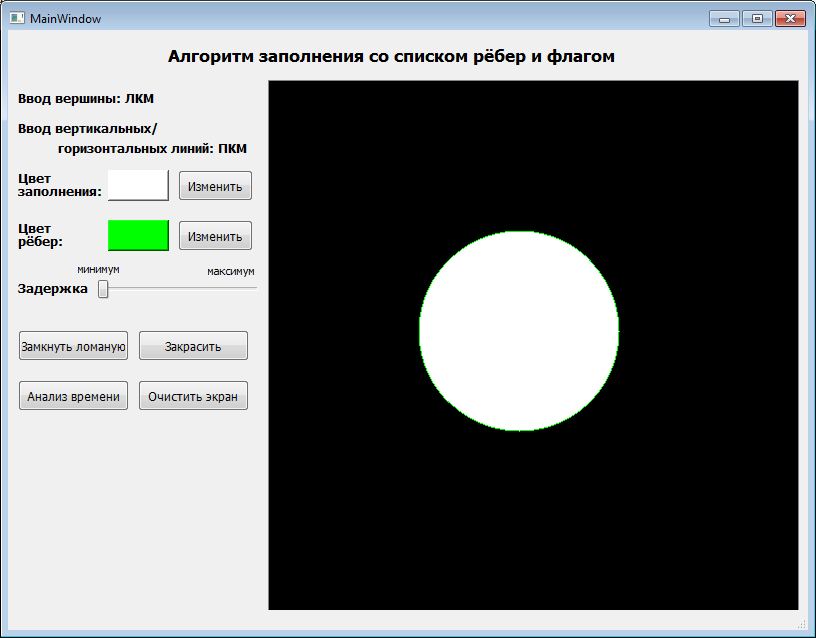 MainWindow
Алгоритм заполнения со списком рёбер и флагом
Ввод вершины: ЛКМ
Ввод вертикальных/
горизонтальных линий: ПКМ
Цвет
заполнения:
Изменить
Цвет
рёбер:
Изменить
минимум
максимум
Задержка
Замкнуть ломаную
Закрасить
Анализ времени
Очистить экран